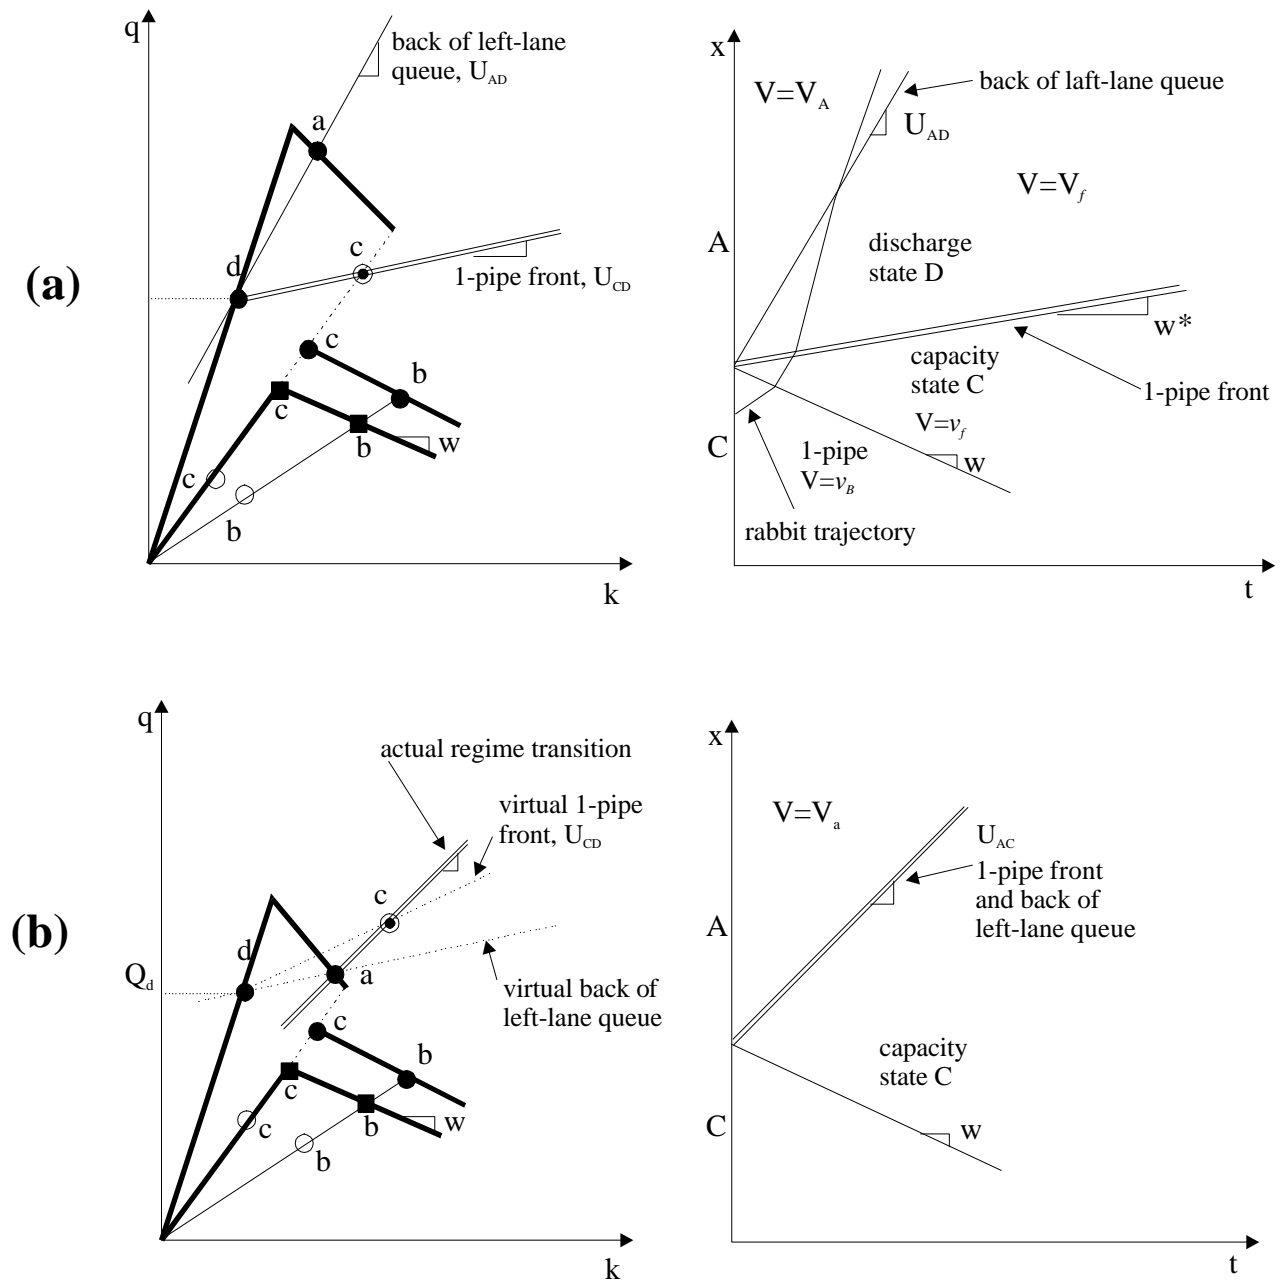 (a)
q
back of left-lane
queue, U_AD
a
c
d
1-pipe front, U_CD
c
b
c
b
w
c
b
k
x
V=V_A
back of laft-lane queue
U_AD
V=V_f
A
discharge
state D
w*
capacity
state C
1-pipe front
V=v_f
C
1-pipe
V=v_B
w
rabbit trajectory
t
(b)
q
actual regime transition
virtual 1-pipe
front, U_CD
c
d
a
Q_d
virtual back of
left-lane queue
c
b
c
b
w
c
b
k
x
V=V_a
U_AC
1-pipe front
and back of
left-lane queue
A
capacity
state C
C
w
t